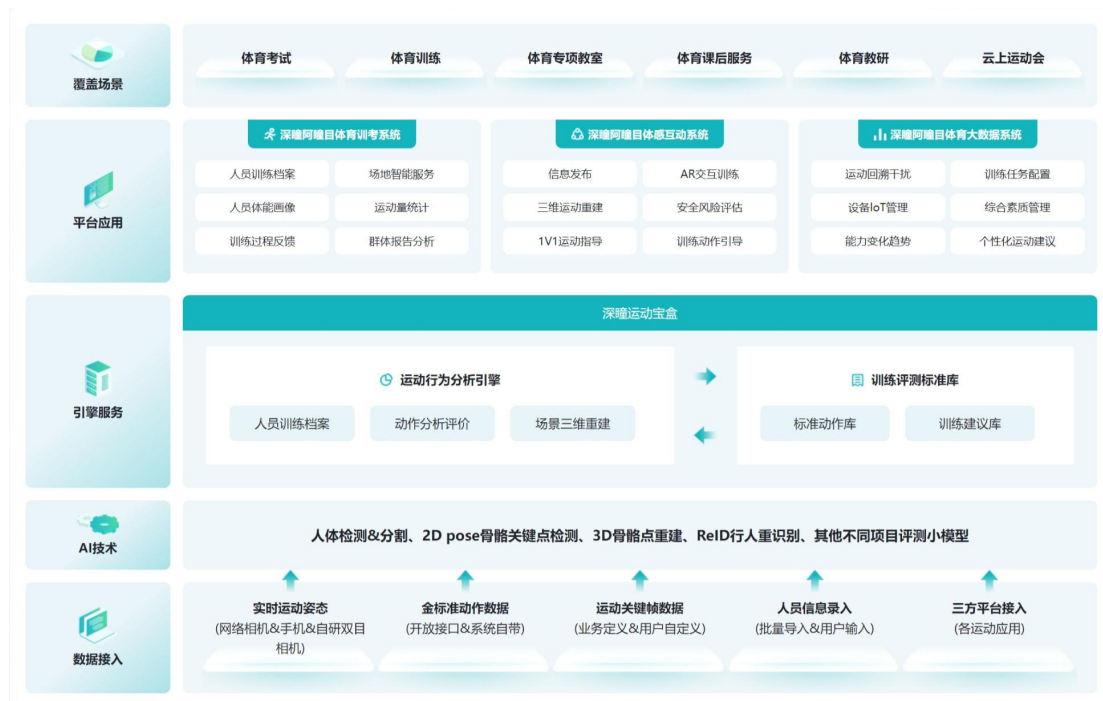 覆盖场景
体育考试
体育训练
体育专项教室
体育课后服务
体育教研
云上运动会
平台应用
深瞳阿瞳目体育训考系统
人员训练档案
场地智能服务
人员体能画像
运动量统计
训练过程反馈
群体报告分析
深瞳阿瞳目体感互动系统
信息发布
AR交互训练
三维运动重建
安全风险评估
1V1运动指导
训练动作引导
深瞳阿瞳目体育大数据系统
运动回溯干扰
训练任务配置
设备IoT管理
综合素质管理
能力变化趋势
个性化运动建议
引擎服务
深瞳运动宝盒
运动行为分析引擎
人员训练档案
动作分析评价
场景三维重建
训练评测标准库
标准动作库
训练建议库
AI技术
人体检测&分割、2D pose骨骼关键点检测、3D骨骼点重建、ReID行人重识别、其他不同项目评测小模型
数据接入
实时运动姿态
(网络相机&手机&自研双目
相机)
金标准动作数据
(开放接口&系统自带)
运动关键帧数据
(业务定义&用户自定义)
人员信息录入
(批量导入&用户输入)
三方平台接入
(各运动应用)